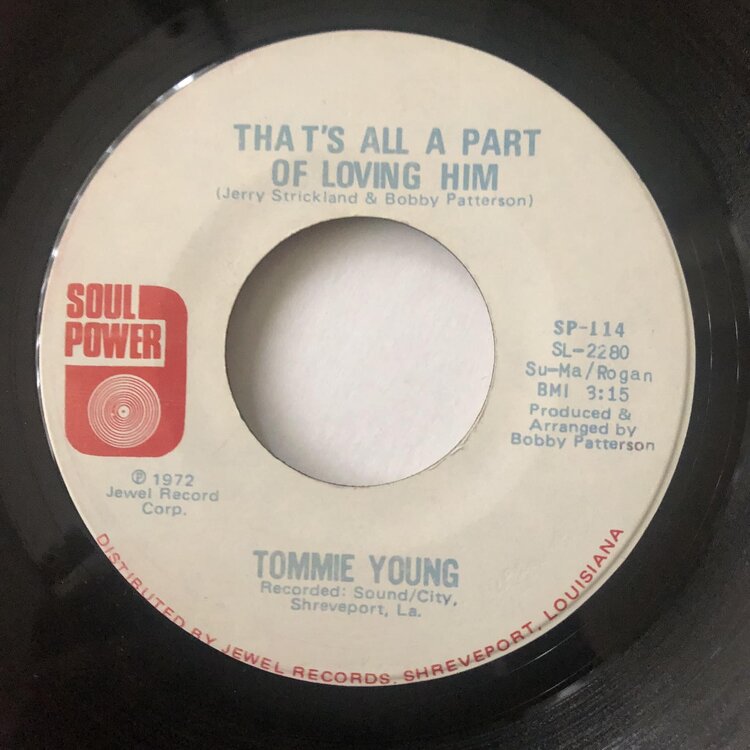 THAT'S ALL A PART
OF LOVING HIM
(Jerry Strickland & Bobby Patterson)
SOUL
POWER
SP-114
SL-2280
Su-Ma/Rogan
BMI 3:15
Produced &
Arranged by
Bobby Patterson
℗ 1972
Jewel Record
Corp.
TOMMIE YOUNG
Recorded: Sound/City,
Shreveport, La.
DISTRIBUTED BY JEWEL RECORDS, SHREVEPORT, LOUISIANA